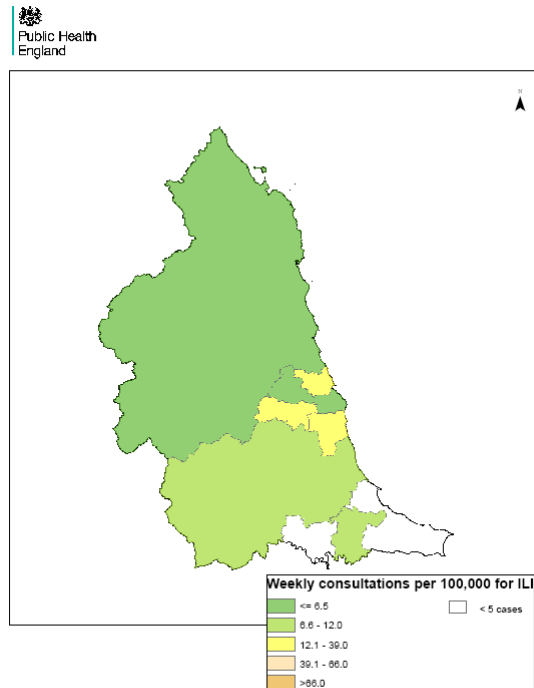 Public Health
England
N
Weekly consultations per 100,000 for ILI
<= 6.5
6.6 - 12.0
12.1 - 39.0
39.1 - 66.0
>66.0
< 5 cases